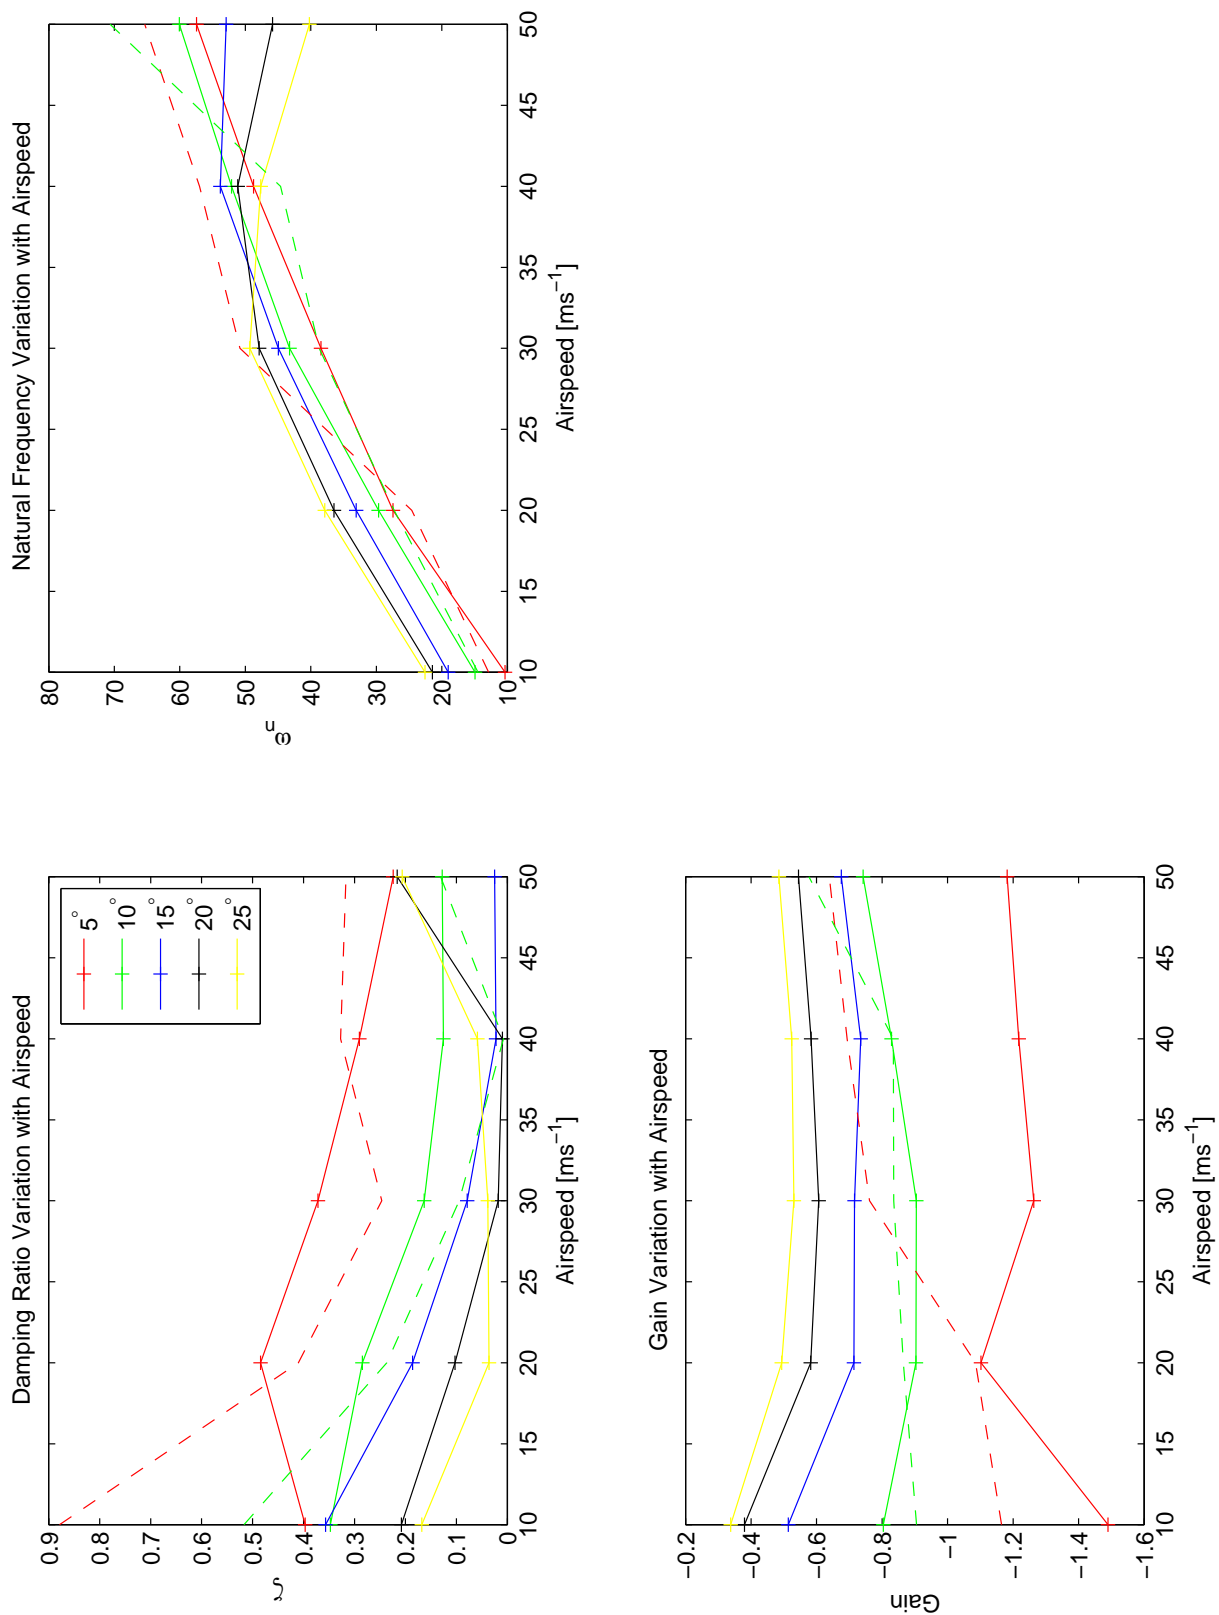 Damping Ratio Variation with Airspeed
0.9
0.8
0.7
0.6
0.5
0.4
0.3
0.2
0.1
0
ζ
10 15 20 25 30 35 40 45 50
Airspeed [ms⁻¹]
5°
10°
15°
20°
25°
Natural Frequency Variation with Airspeed
80
70
60
50
40
30
20
10
ωₙ
10 15 20 25 30 35 40 45 50
Airspeed [ms⁻¹]
Gain Variation with Airspeed
−0.2
−0.4
−0.6
−0.8
−1
−1.2
−1.4
−1.6
Gain
10 15 20 25 30 35 40 45 50
Airspeed [ms⁻¹]